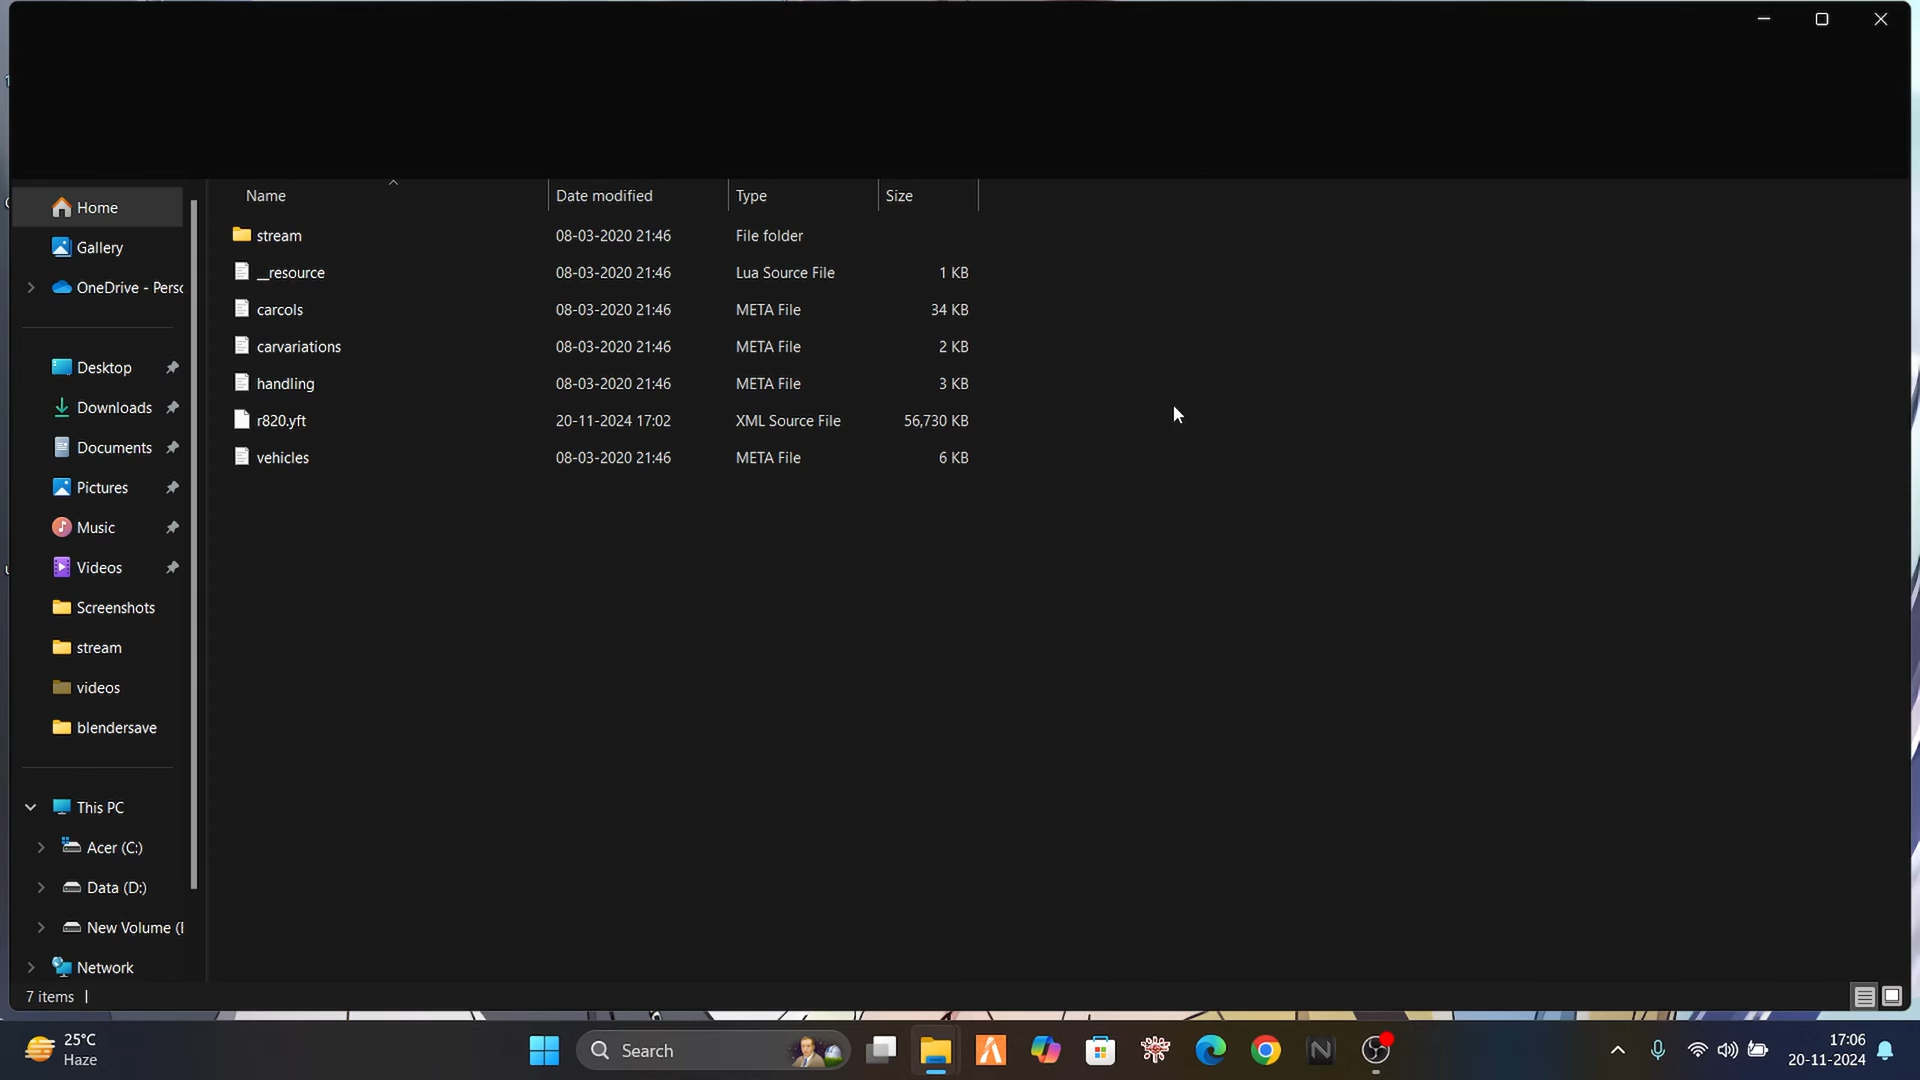 Home
Gallery
OneDrive - Persc
Desktop
Downloads
Documents
Pictures
Music
Videos
Screenshots
stream
videos
blendersave
This PC
Acer (C:)
Data (D:)
New Volume (I
Network
Name Date modified Type Size
stream 08-03-2020 21:46 File folder
__resource 08-03-2020 21:46 Lua Source File 1 KB
carcols 08-03-2020 21:46 META File 34 KB
carvariations 08-03-2020 21:46 META File 2 KB
handling 08-03-2020 21:46 META File 3 KB
r820.yft 20-11-2024 17:02 XML Source File 56,730 KB
vehicles 08-03-2020 21:46 META File 6 KB
7 items
25°C
Haze
Search
17:06
20-11-2024